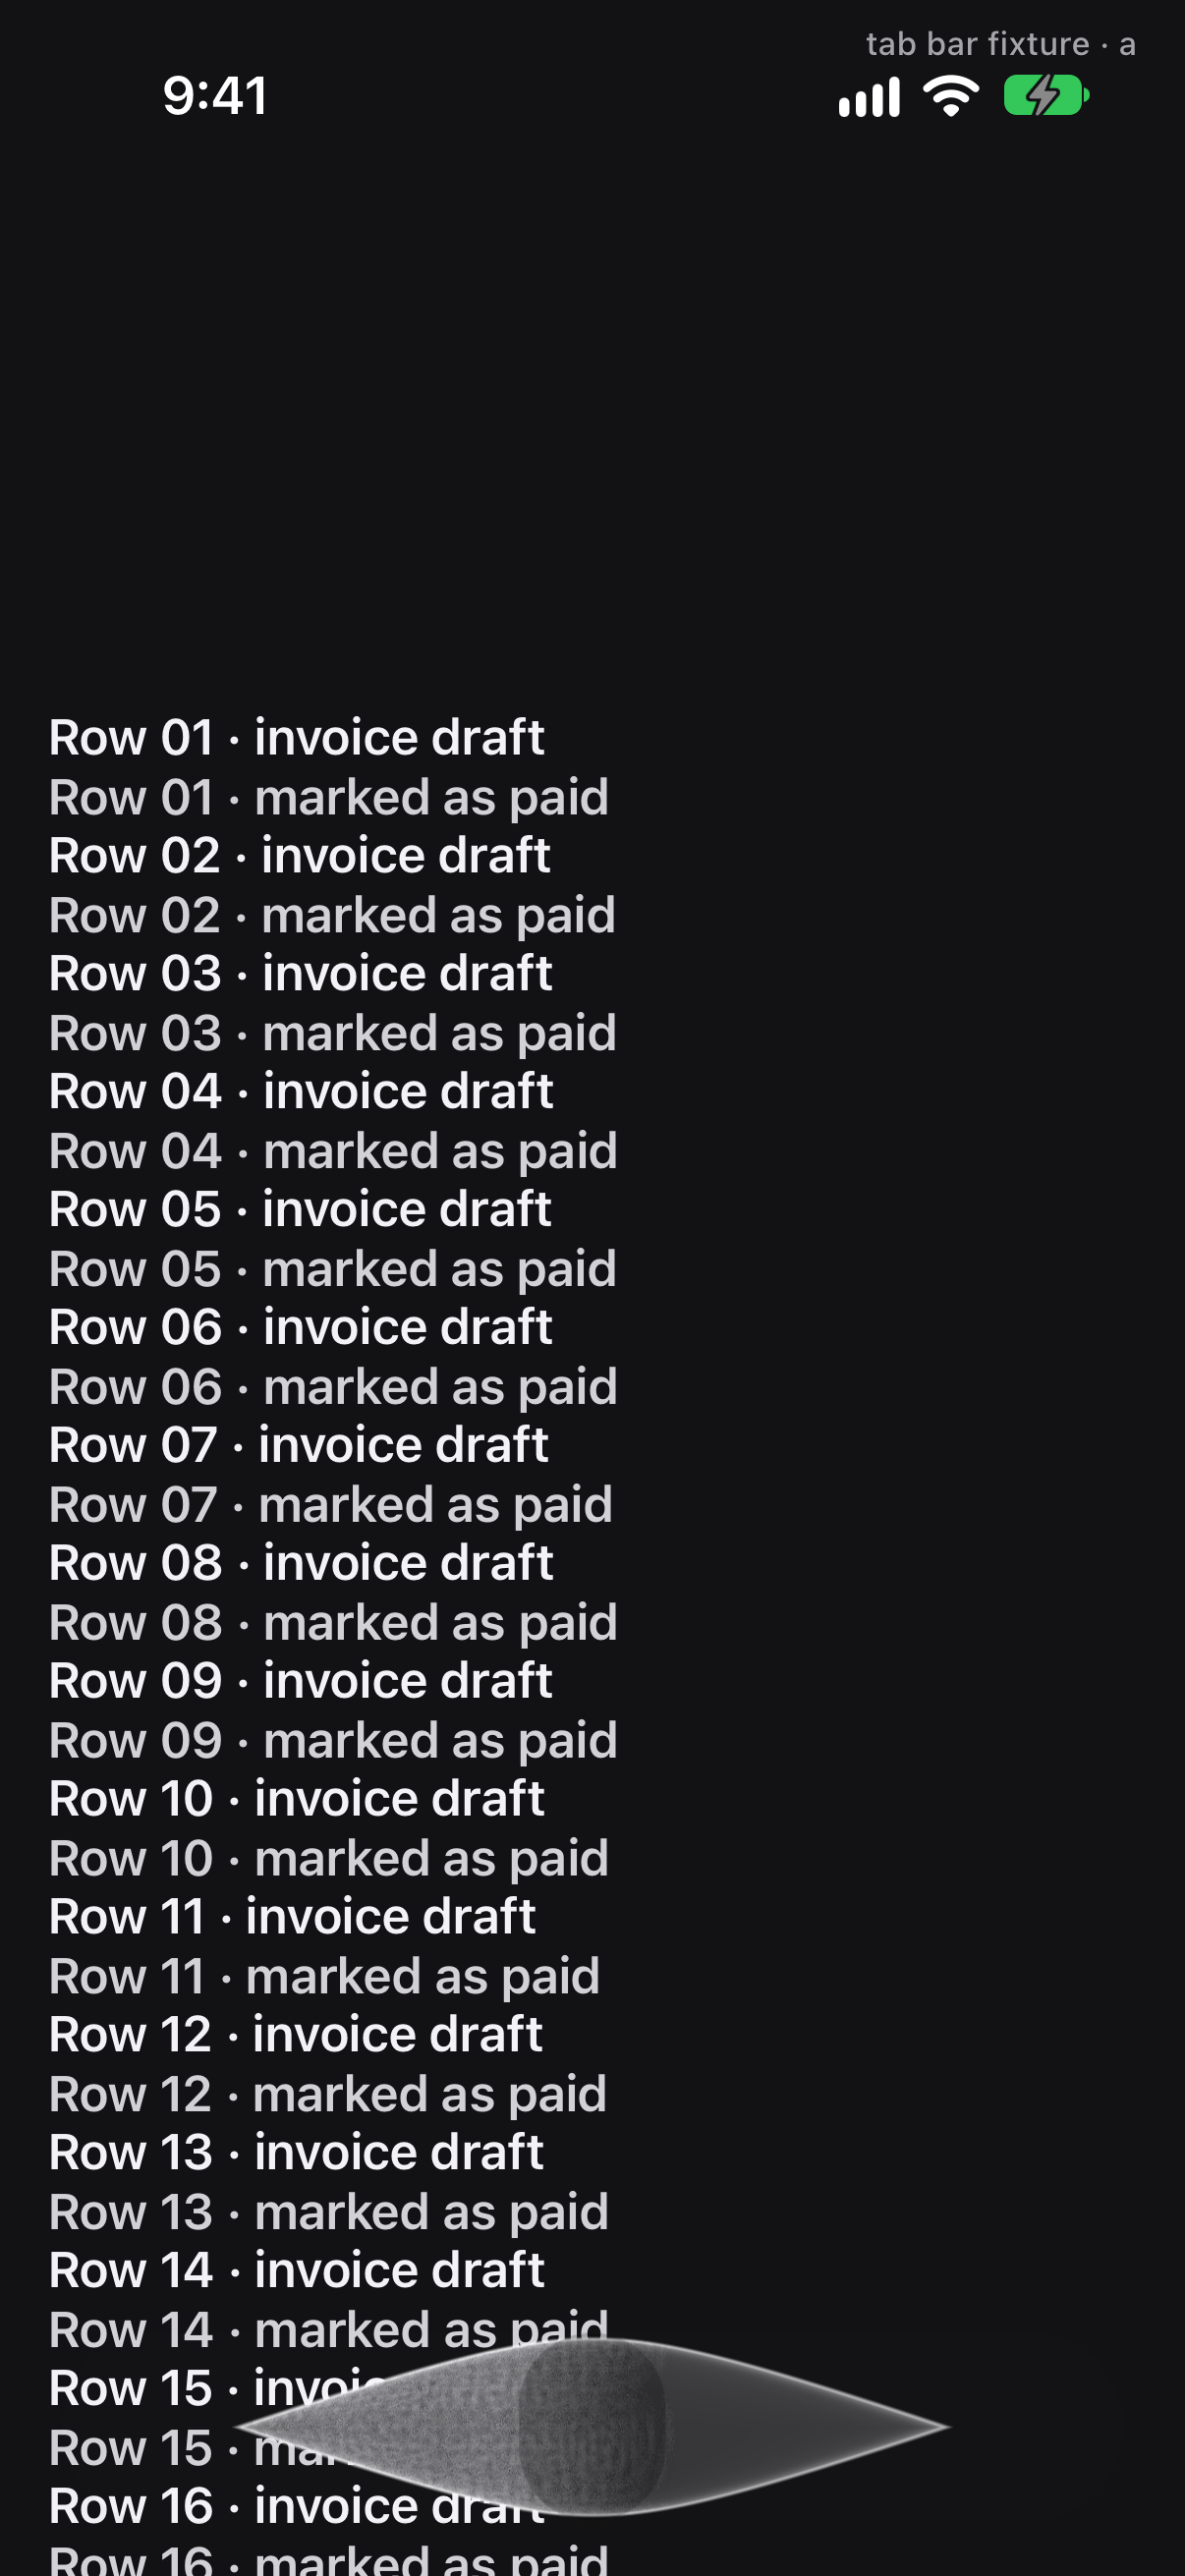 tab bar fixture · a
9:41
Row 01 · invoice draft
Row 01 · marked as paid
Row 02 · invoice draft
Row 02 · marked as paid
Row 03 · invoice draft
Row 03 · marked as paid
Row 04 · invoice draft
Row 04 · marked as paid
Row 05 · invoice draft
Row 05 · marked as paid
Row 06 · invoice draft
Row 06 · marked as paid
Row 07 · invoice draft
Row 07 · marked as paid
Row 08 · invoice draft
Row 08 · marked as paid
Row 09 · invoice draft
Row 09 · marked as paid
Row 10 · invoice draft
Row 10 · marked as paid
Row 11 · invoice draft
Row 11 · marked as paid
Row 12 · invoice draft
Row 12 · marked as paid
Row 13 · invoice draft
Row 13 · marked as paid
Row 14 · invoice draft
Row 14 · marked as paid
Row 15 ·
Row 15 ·
Row 16 · invoice draft
Row 16 · marked as paid